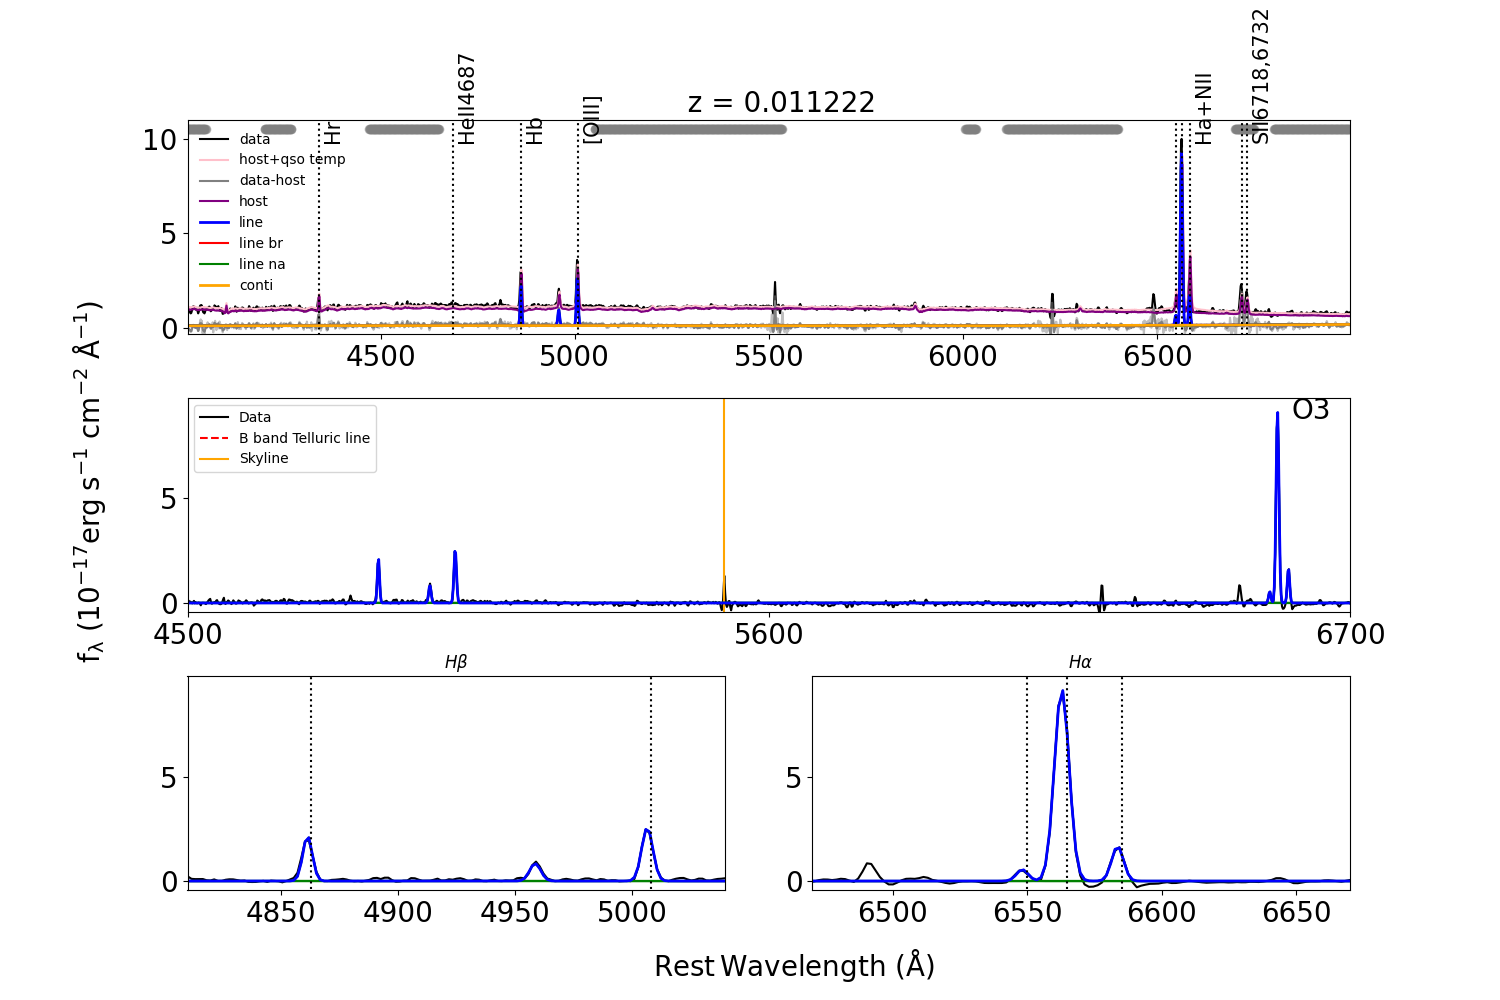 z = 0.011222
Hr
HeII4687
Hb
[OIII]
Ha+NII
SII6718,6732
data
host+qso temp
data-host
host
line
line br
line na
conti
10
5
0
4500
5000
5500
6000
6500
Data
B band Telluric line
Skyline
O3
5
0
4500
5600
6700
fλ (10⁻¹⁷erg s⁻¹ cm⁻² Å⁻¹)
Hβ
5
0
4850
4900
4950
5000
Hα
5
0
6500
6550
6600
6650
Rest Wavelength (Å)